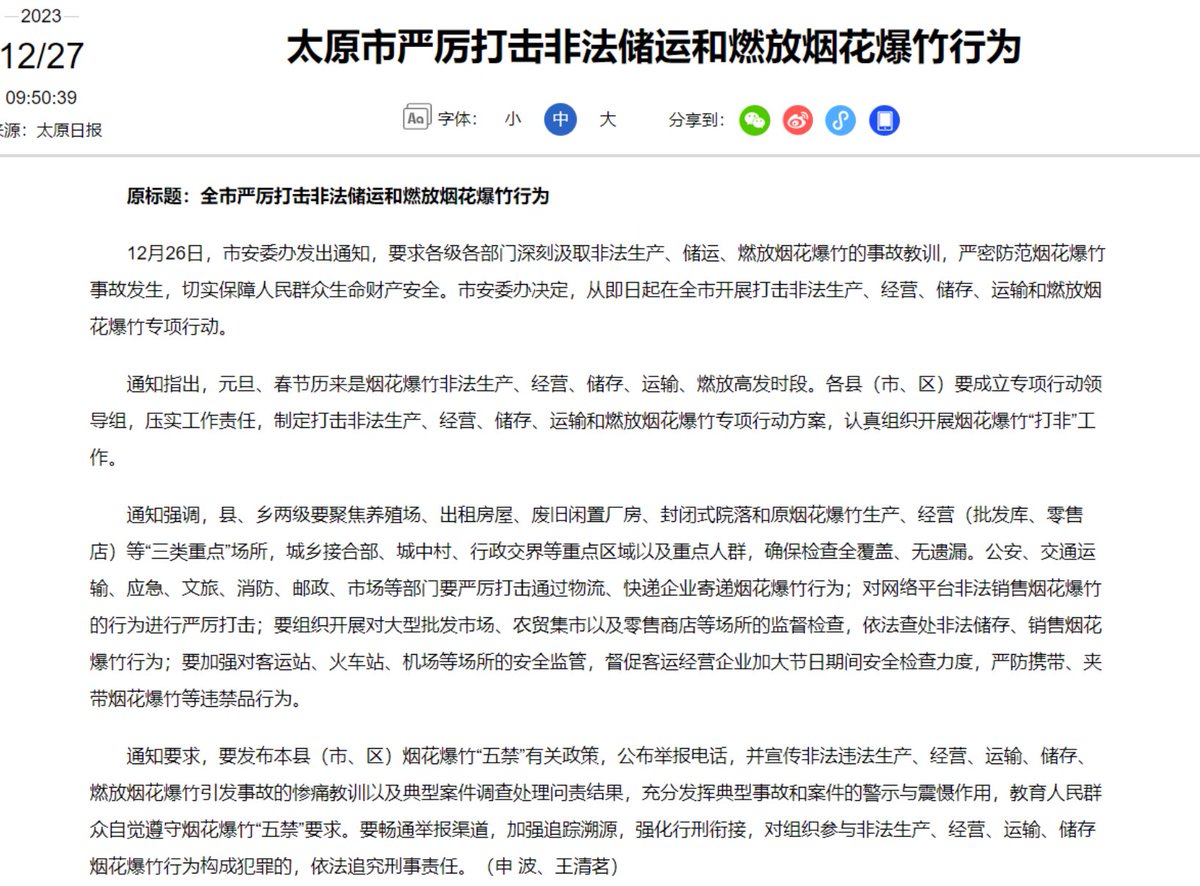 2023
12/27
09:50:39
来源：太原日报
太原市严厉打击非法储运和燃放烟花爆竹行为
Aα 字体： 小 中 大 分享到：
原标题：全市严厉打击非法储运和燃放烟花爆竹行为
12月26日，市安委办发出通知，要求各级各部门深刻汲取非法生产、储运、燃放烟花爆竹的事故教训，严密防范烟花爆竹
事故发生，切实保障人民群众生命财产安全。市安委办决定，从即日起在全市开展打击非法生产、经营、储存、运输和燃放烟
花爆竹专项行动。
通知指出，元旦、春节历来是烟花爆竹非法生产、经营、储存、运输、燃放高发时段。各县（市、区）要成立专项行动领
导组，压实工作责任，制定打击非法生产、经营、储存、运输和燃放烟花爆竹专项行动方案，认真组织开展烟花爆竹“打非”工
作。
通知强调，县、乡两级要聚焦养殖场、出租房屋、废旧闲置厂房、封闭式院落和原烟花爆竹生产、经营（批发库、零售
店）等“三类重点”场所，城乡接合部、城中村、行政交界等重点区域以及重点人群，确保检查全覆盖、无遗漏。公安、交通运
输、应急、文旅、消防、邮政、市场等部门要严厉打击通过物流、快递企业寄递烟花爆竹行为；对网络平台非法销售烟花爆竹
的行为进行严厉打击；要组织开展对大型批发市场、农贸集市以及零售商店等场所的监督检查，依法查处非法储存、销售烟花
爆竹行为；要加强对客运站、火车站、机场等场所的安全监管，督促客运经营企业加大节日期间安全检查力度，严防携带、夹
带烟花爆竹等违禁品行为。
通知要求，要发布本县（市、区）烟花爆竹“五禁”有关政策，公布举报电话，并宣传非法违法生产、经营、运输、储存、
燃放烟花爆竹引发事故的惨痛教训以及典型案件调查处理问责结果，充分发挥典型事故和案件的警示与震慑作用，教育人民群
众自觉遵守烟花爆竹“五禁”要求。要畅通举报渠道，加强追踪溯源，强化行刑衔接，对组织参与非法生产、经营、运输、储存
烟花爆竹行为构成犯罪的，依法追究刑事责任。（申 波、王清茗）